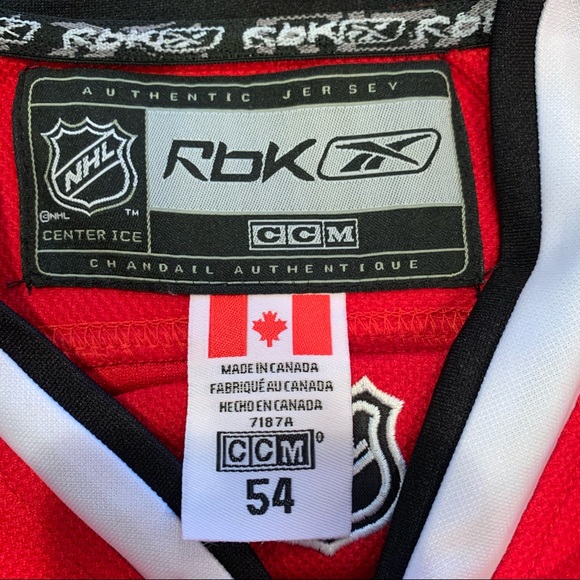 RbK RbK RbK
AUTHENTIC JERSEY
NHL
RbK
©NHL TM
CENTER ICE
CCM
CHANDAIL AUTHENTIQUE
MADE IN CANADA
FABRIQUÉ AU CANADA
HECHO EN CANADA
7187A
CCM
54